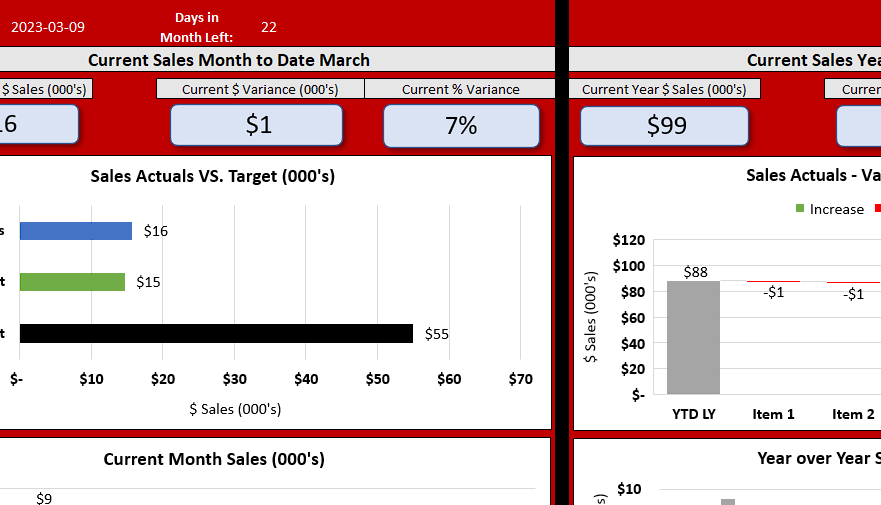 2023-03-09
Days in
Month Left:
22
Current Sales Month to Date March
$ Sales (000's)
Current $ Variance (000's)
Current % Variance
$1
7%
Sales Actuals VS. Target (000's)
$16
$15
$55
$-
$10
$20
$30
$40
$50
$60
$70
$ Sales (000's)
Current Month Sales (000's)
$9
Current Sales
Current Year $ Sales (000's)
$99
Sales Actuals -
Increase
$ Sales (000's)
$120
$100
$80
$60
$40
$20
$-
$88
-$1
-$1
YTD LY
Item 1
Item 2
Year over Year
$10